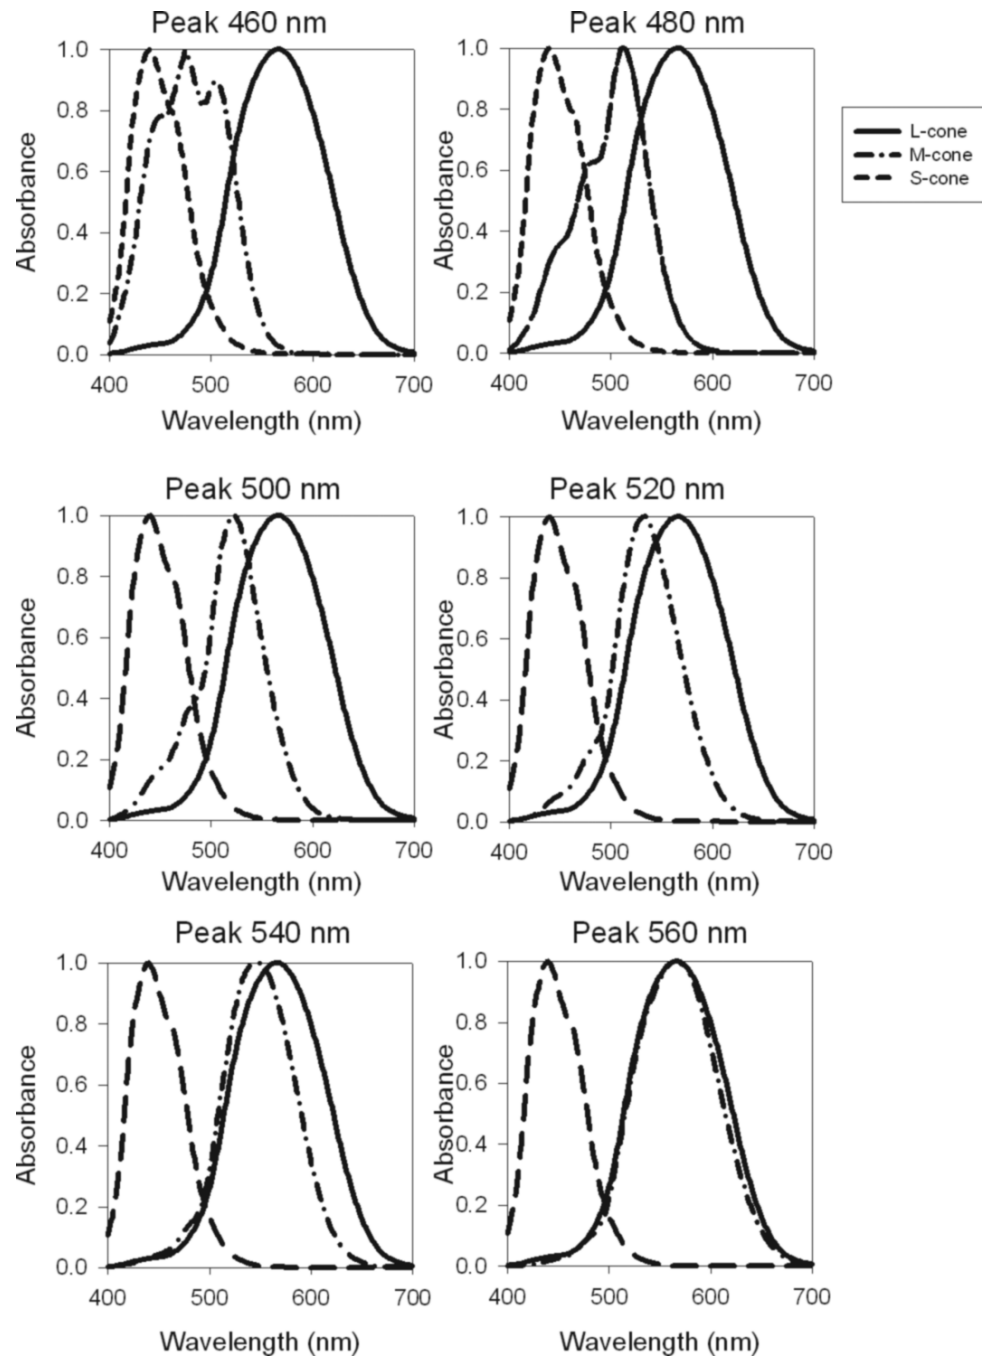 Peak 460 nm
Absorbance
1.0
0.8
0.6
0.4
0.2
0.0
400 500 600 700
Wavelength (nm)
Peak 480 nm
Absorbance
1.0
0.8
0.6
0.4
0.2
0.0
400 500 600 700
Wavelength (nm)
L-cone
M-cone
S-cone
Peak 500 nm
Absorbance
1.0
0.8
0.6
0.4
0.2
0.0
400 500 600 700
Wavelength (nm)
Peak 520 nm
Absorbance
1.0
0.8
0.6
0.4
0.2
0.0
400 500 600 700
Wavelength (nm)
Peak 540 nm
Absorbance
1.0
0.8
0.6
0.4
0.2
0.0
400 500 600 700
Wavelength (nm)
Peak 560 nm
Absorbance
1.0
0.8
0.6
0.4
0.2
0.0
400 500 600 700
Wavelength (nm)